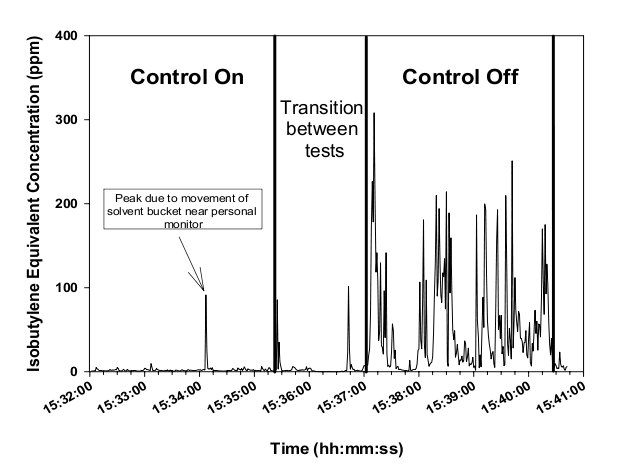 400
300
200
100
0
Isobutylene Equivalent Concentration (ppm)
Control On
Transition
between
tests
Control Off
Peak due to movement of
solvent bucket near personal
monitor
15:32:00
15:33:00
15:34:00
15:35:00
15:36:00
15:37:00
15:38:00
15:39:00
15:40:00
15:41:00
Time (hh:mm:ss)